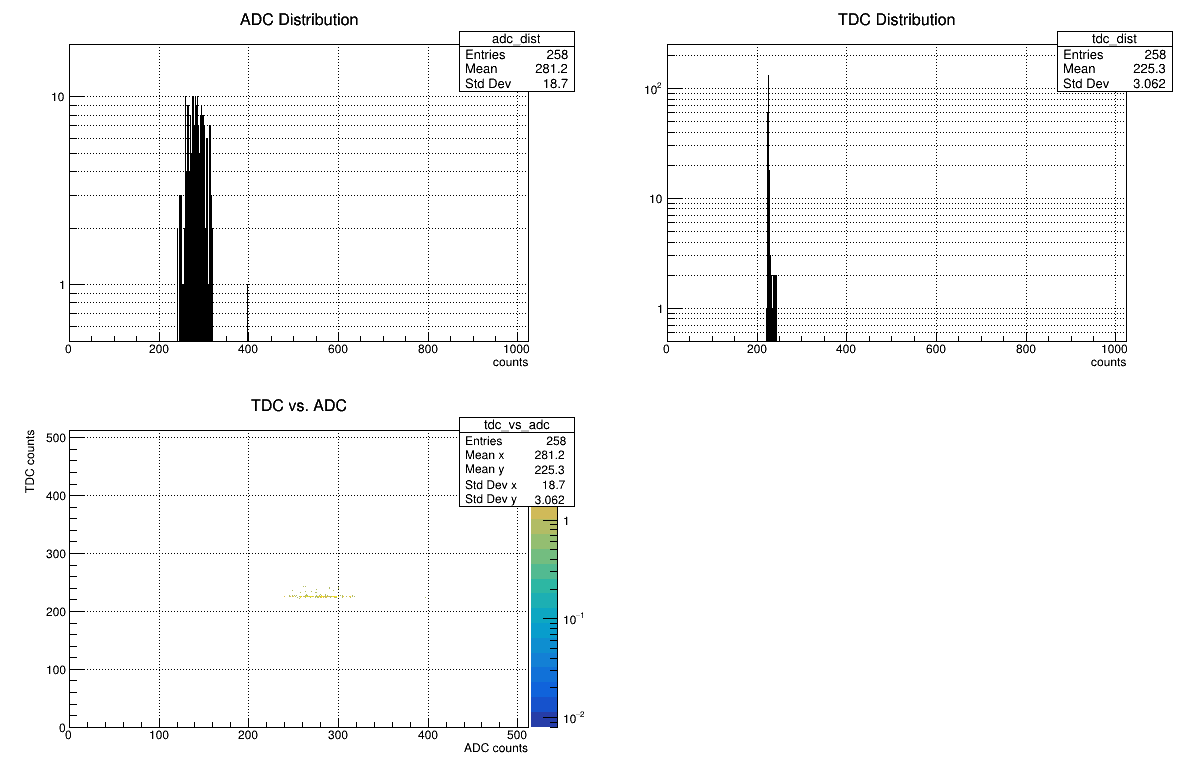 ADC Distribution
adc_dist
Entries 258
Mean 281.2
Std Dev 18.7
10
1
0 200 400 600 800 1000
counts
TDC Distribution
tdc_dist
Entries 258
Mean 225.3
Std Dev 3.062
10²
10
1
0 200 400 600 800 1000
counts
TDC vs. ADC
tdc_vs_adc
Entries 258
Mean x 281.2
Mean y 225.3
Std Dev x 18.7
Std Dev y 3.062
TDC counts
500
400
300
200
100
0
0 100 200 300 400 500
ADC counts
1
10⁻¹
10⁻²